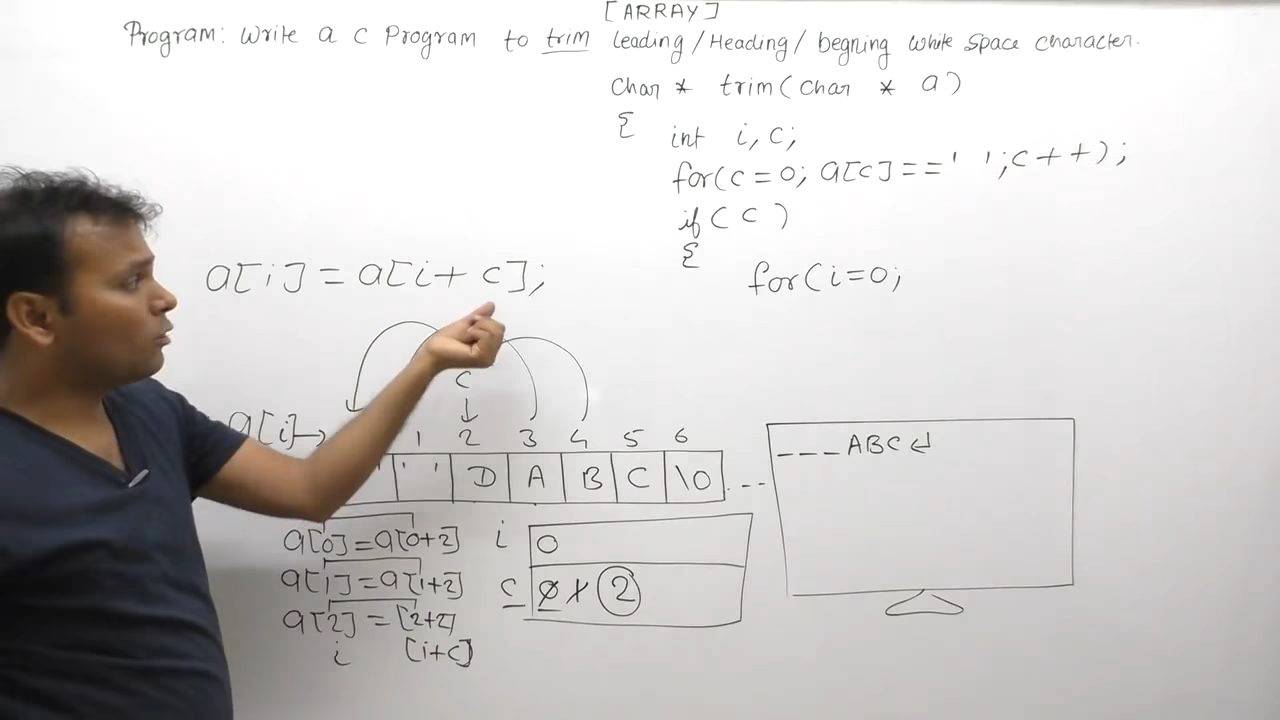 [ARRAY]
Program: Write a C Program to trim leading/Heading/begning white space character.
Char * trim(char * a)
{
int i, c;
for(c=0; a[c]==' ';c++);
if(c)
{
for(i=0;
a[i]=a[i+c];
c
a[i]→
1 2 3 4 5 6
' ' D A B C \0 ...
a[0]=a[0+2]
a[1]=a[1+2]
a[2]=[2+2]
i [i+c]
i 0
c 0 1 2
___ABC↵